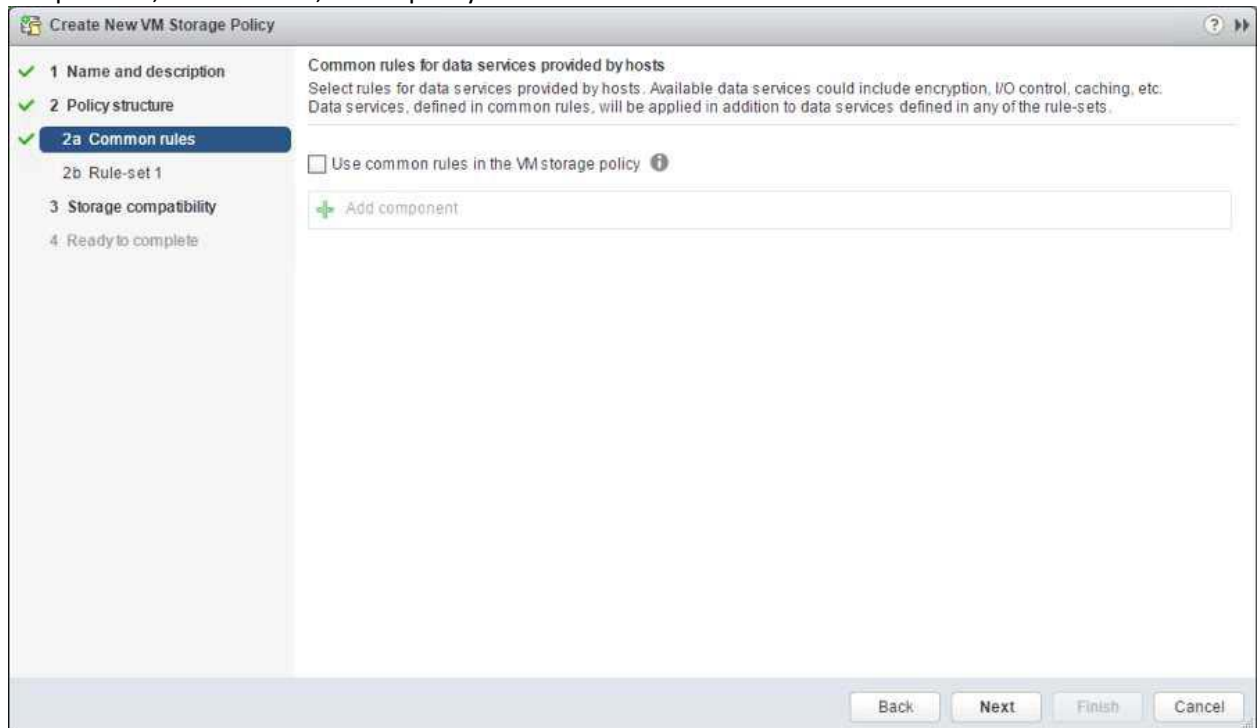 Create New VM Storage Policy
1 Name and description
2 Policy structure
2a Common rules
2b Rule-set 1
3 Storage compatibility
4 Ready to complete
Common rules for data services provided by hosts
Select rules for data services provided by hosts. Available data services could include encryption, I/O control, caching, etc.
Data services, defined in common rules, will be applied in addition to data services defined in any of the rule-sets.
Use common rules in the VM storage policy
Add component
Back
Next
Finish
Cancel